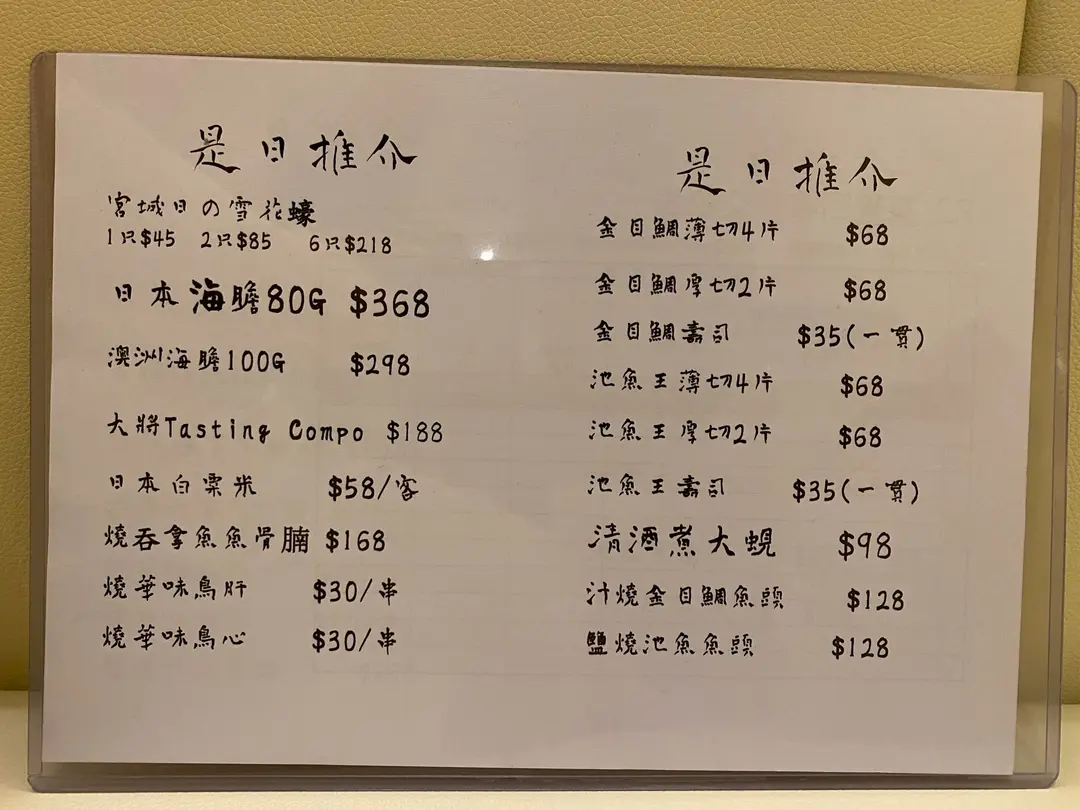 是日推介
宮城日の雪花蠔
1只$45 2只$85 6只$218
日本海膽80G $368
澳洲海膽100G $298
大將Tasting Compo $188
日本白粟米 $58/客
燒吞拿魚魚骨腩 $168
燒華味鳥肝 $30/串
燒華味鳥心 $30/串
是日推介
金目鯛薄切4片 $68
金目鯛厚切2片 $68
金目鯛壽司 $35(一貫)
池魚王薄切4片 $68
池魚王厚切2片 $68
池魚王壽司 $35(一貫)
清酒煮大蜆 $98
汁燒金目鯛魚頭 $128
鹽燒池魚魚頭 $128